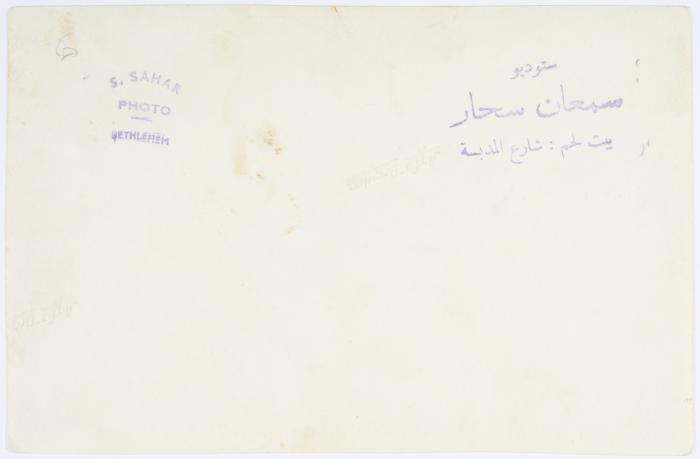 S. SAHAR
PHOTO
BETHLEHEM
ستوديو
سمعان سحار
بيت لحم : شارع المدبسة